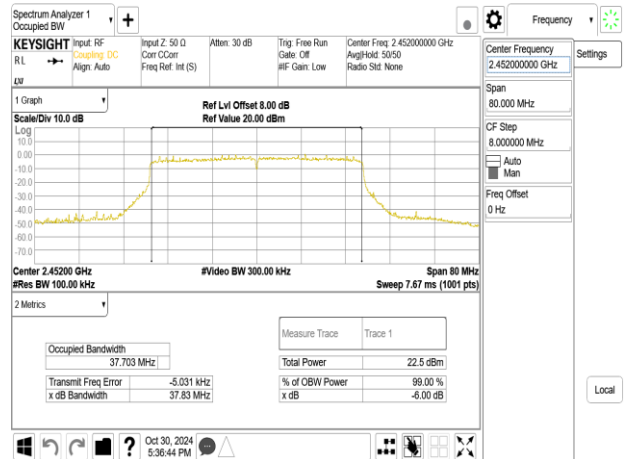 Spectrum Analyzer 1
Occupied BW
Frequency
KEYSIGHT
Input: RF
Coupling: DC
Align: Auto
Input Z: 50 Ω
Corr CCorr
Freq Ref: Int (S)
Atten: 30 dB
Trig: Free Run
Gate: Off
#IF Gain: Low
Center Freq: 2.452000000 GHz
Avg|Hold: 50/50
Radio Std: None
RL
LXI
Center Frequency
2.452000000 GHz
Settings
Span
80.000 MHz
CF Step
8.000000 MHz
Auto
Man
Freq Offset
0 Hz
Local
1 Graph
Scale/Div 10.0 dB
Ref Lvl Offset 8.00 dB
Ref Value 20.00 dBm
Log
10.0
0.00
-10.0
-20.0
-30.0
-40.0
-50.0
-60.0
-70.0
Center 2.45200 GHz
#Video BW 300.00 kHz
Span 80 MHz
#Res BW 100.00 kHz
Sweep 7.67 ms (1001 pts)
2 Metrics
Measure Trace
Trace 1
Occupied Bandwidth
37.703 MHz
Total Power
22.5 dBm
Transmit Freq Error
-5.031 kHz
% of OBW Power
99.00 %
x dB Bandwidth
37.83 MHz
x dB
-6.00 dB
Oct 30, 2024
5:36:44 PM